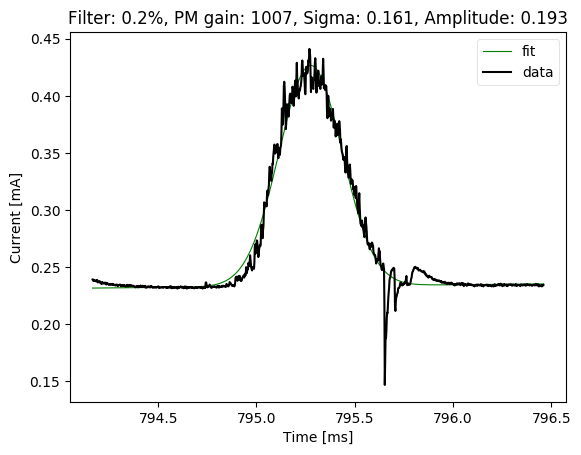 Filter: 0.2%, PM gain: 1007, Sigma: 0.161, Amplitude: 0.193
fit
data
0.45
0.40
0.35
0.30
0.25
0.20
0.15
Current [mA]
794.5
795.0
795.5
796.0
796.5
Time [ms]